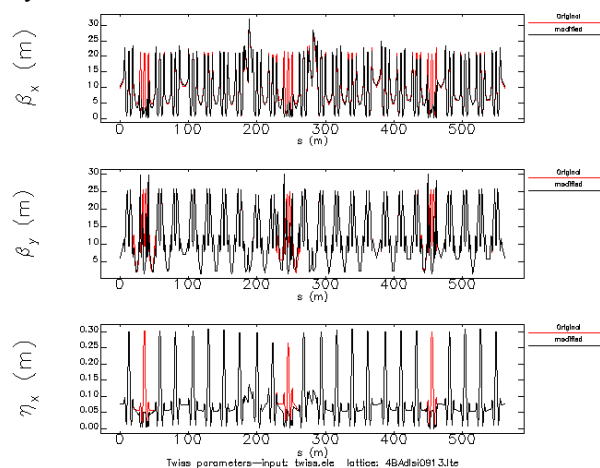 30
25
20
15
10
5
0
βx (m)
0 100 200 300 400 500
s (m)
Original
modified
30
25
20
15
10
5
βy (m)
0 100 200 300 400 500
s (m)
Original
modified
0.30
0.25
0.20
0.15
0.10
0.05
0.00
ηx (m)
0 100 200 300 400 500
s (m)
Original
modified
Twiss parameters--input: twiss.ele lattice: 4BAdlsi0913.lte